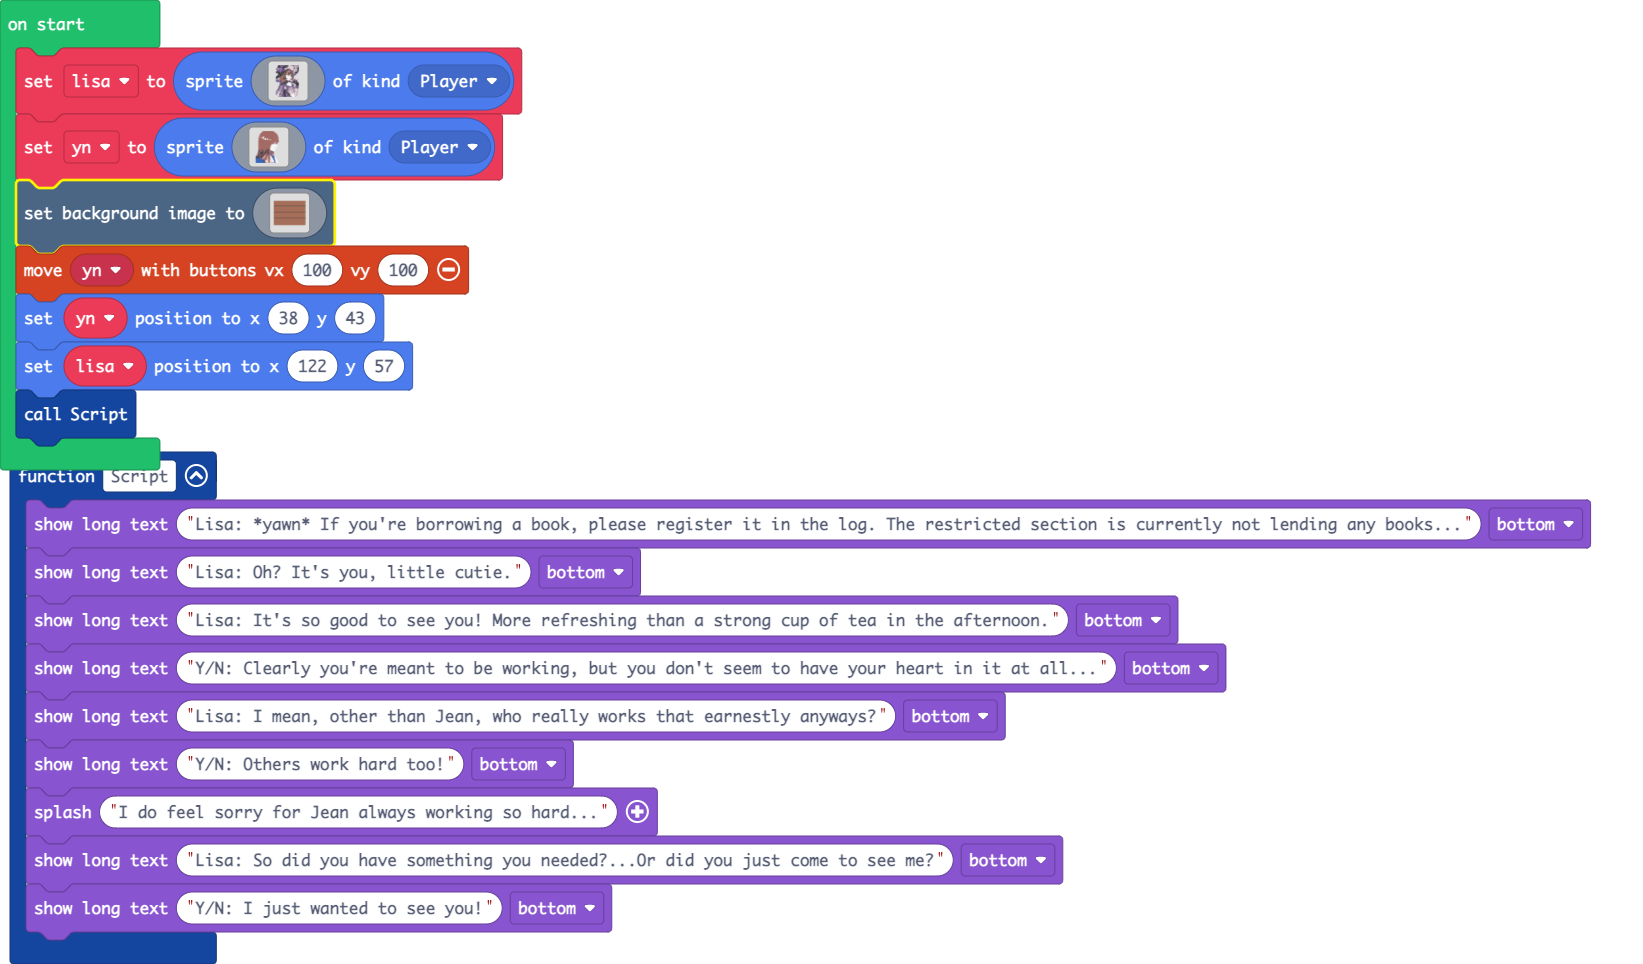 on start
set lisa to sprite of kind Player
set yn to sprite of kind Player
set background image to
move yn with buttons vx 100 vy 100
set yn position to x 38 y 43
set lisa position to x 122 y 57
call Script
function Script
show long text "Lisa: *yawn* If you're borrowing a book, please register it in the log. The restricted section is currently not lending any books..." bottom
show long text "Lisa: Oh? It's you, little cutie." bottom
show long text "Lisa: It's so good to see you! More refreshing than a strong cup of tea in the afternoon." bottom
show long text "Y/N: Clearly you're meant to be working, but you don't seem to have your heart in it at all..." bottom
show long text "Lisa: I mean, other than Jean, who really works that earnestly anyways?" bottom
show long text "Y/N: Others work hard too!" bottom
splash "I do feel sorry for Jean always working so hard..."
show long text "Lisa: So did you have something you needed?...Or did you just come to see me?" bottom
show long text "Y/N: I just wanted to see you!" bottom